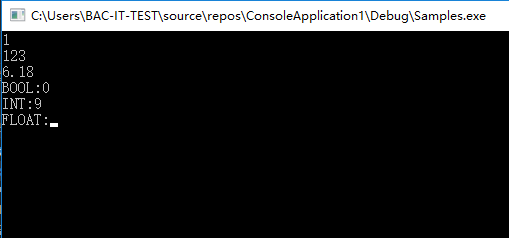 C:\Users\BAC-IT-TEST\source\repos\ConsoleApplication1\Debug\Samples.exe
1
123
6.18
BOOL:0
INT:9
FLOAT: